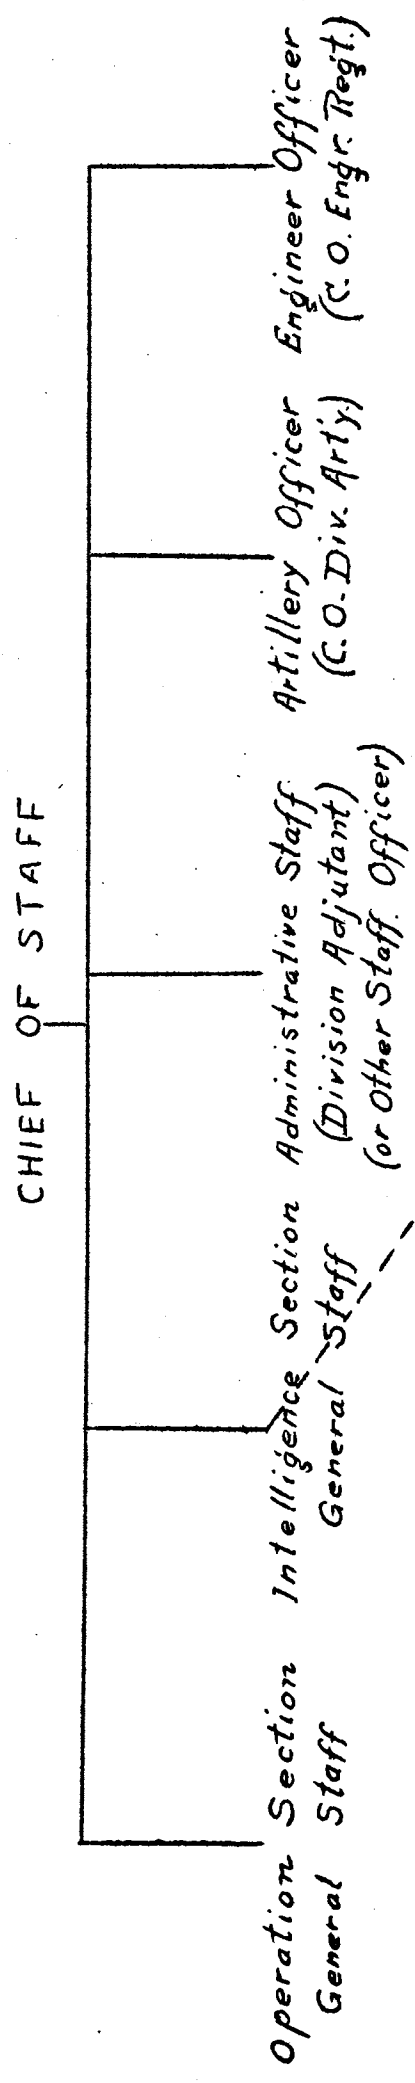 CHIEF OF STAFF
Operation Section
General Staff
Intelligence Section
General Staff
Administrative Staff
(Division Adjutant)
(or Other Staff Officer)
Artillery Officer
(C.O. Div. Arty.)
Engineer Officer
(C.O. Engr. Regt.)